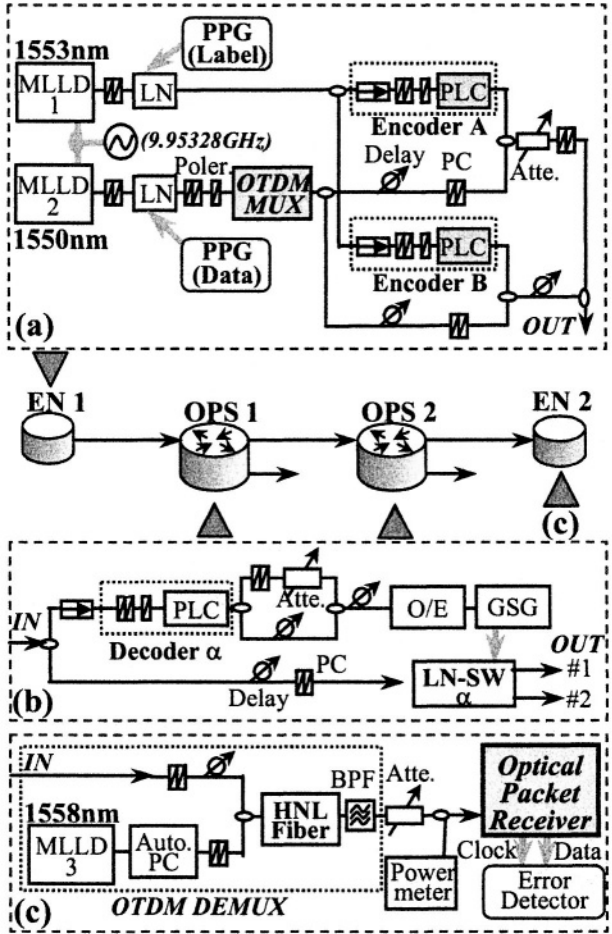 1553nm
MLLD
1
LN
PPG
(Label)
PLC
Encoder A
(9.95328GHz)
MLLD
2
1550nm
LN
Poler.
OTDM
MUX
PPG
(Data)
Delay
PC
Atte.
PLC
Encoder B
OUT
(a)
EN 1
OPS 1
OPS 2
EN 2
(c)
IN
PLC
Decoder α
Atte.
O/E
GSG
Delay
PC
LN-SW
α
OUT
#1
#2
(b)
IN
1558nm
MLLD
3
Auto.
PC
HNL
Fiber
BPF
Atte.
Power
meter
Optical
Packet
Receiver
Clock
Data
Error
Detector
OTDM DEMUX
(c)